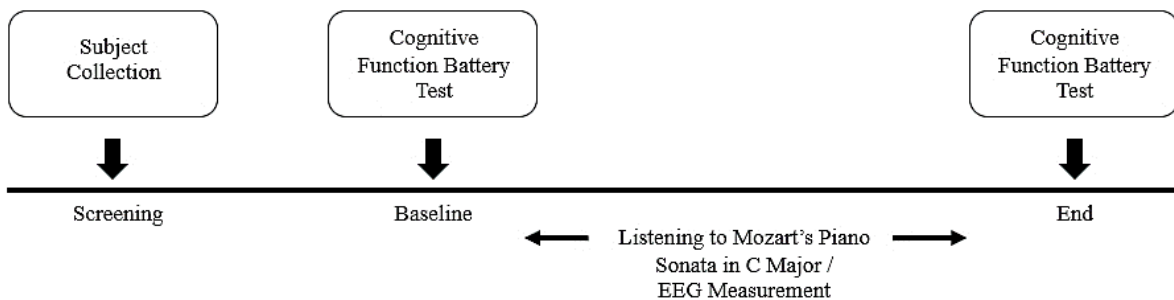 Subject
Collection
Cognitive
Function Battery
Test
Cognitive
Function Battery
Test
Screening
Baseline
End
Listening to Mozart's Piano
Sonata in C Major /
EEG Measurement